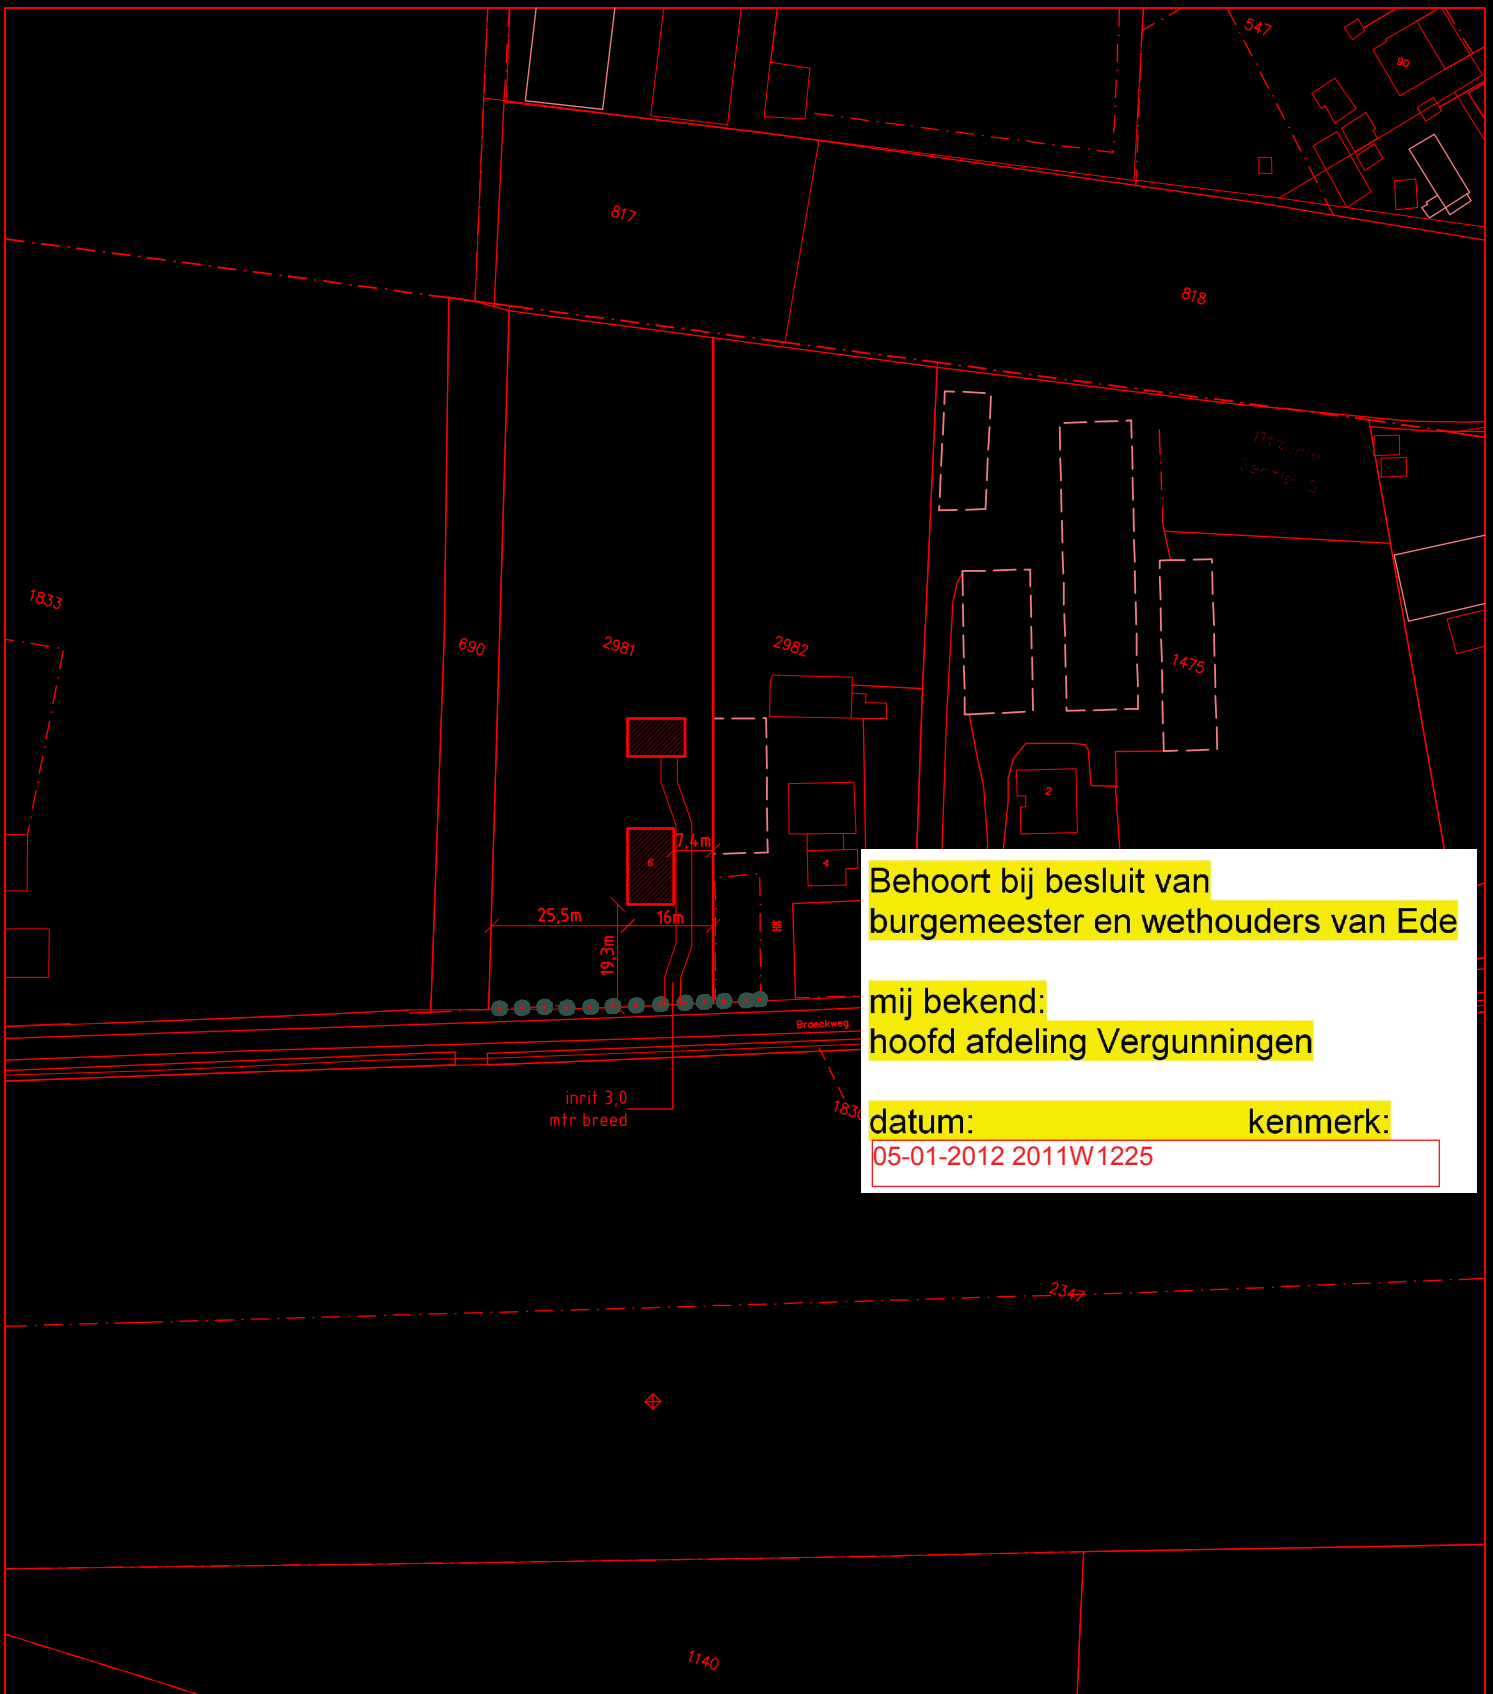 547
90
817
818
1833
690
2981
2982
1475
2
7,4m
6
4
25,5m
16m
19,3m
Braeckweg
inrit 3,0
mtr breed
1830
Behoort bij besluit van
burgemeester en wethouders van Ede
mij bekend:
hoofd afdeling Vergunningen
datum: kenmerk:
05-01-2012 2011W1225
2347
1140